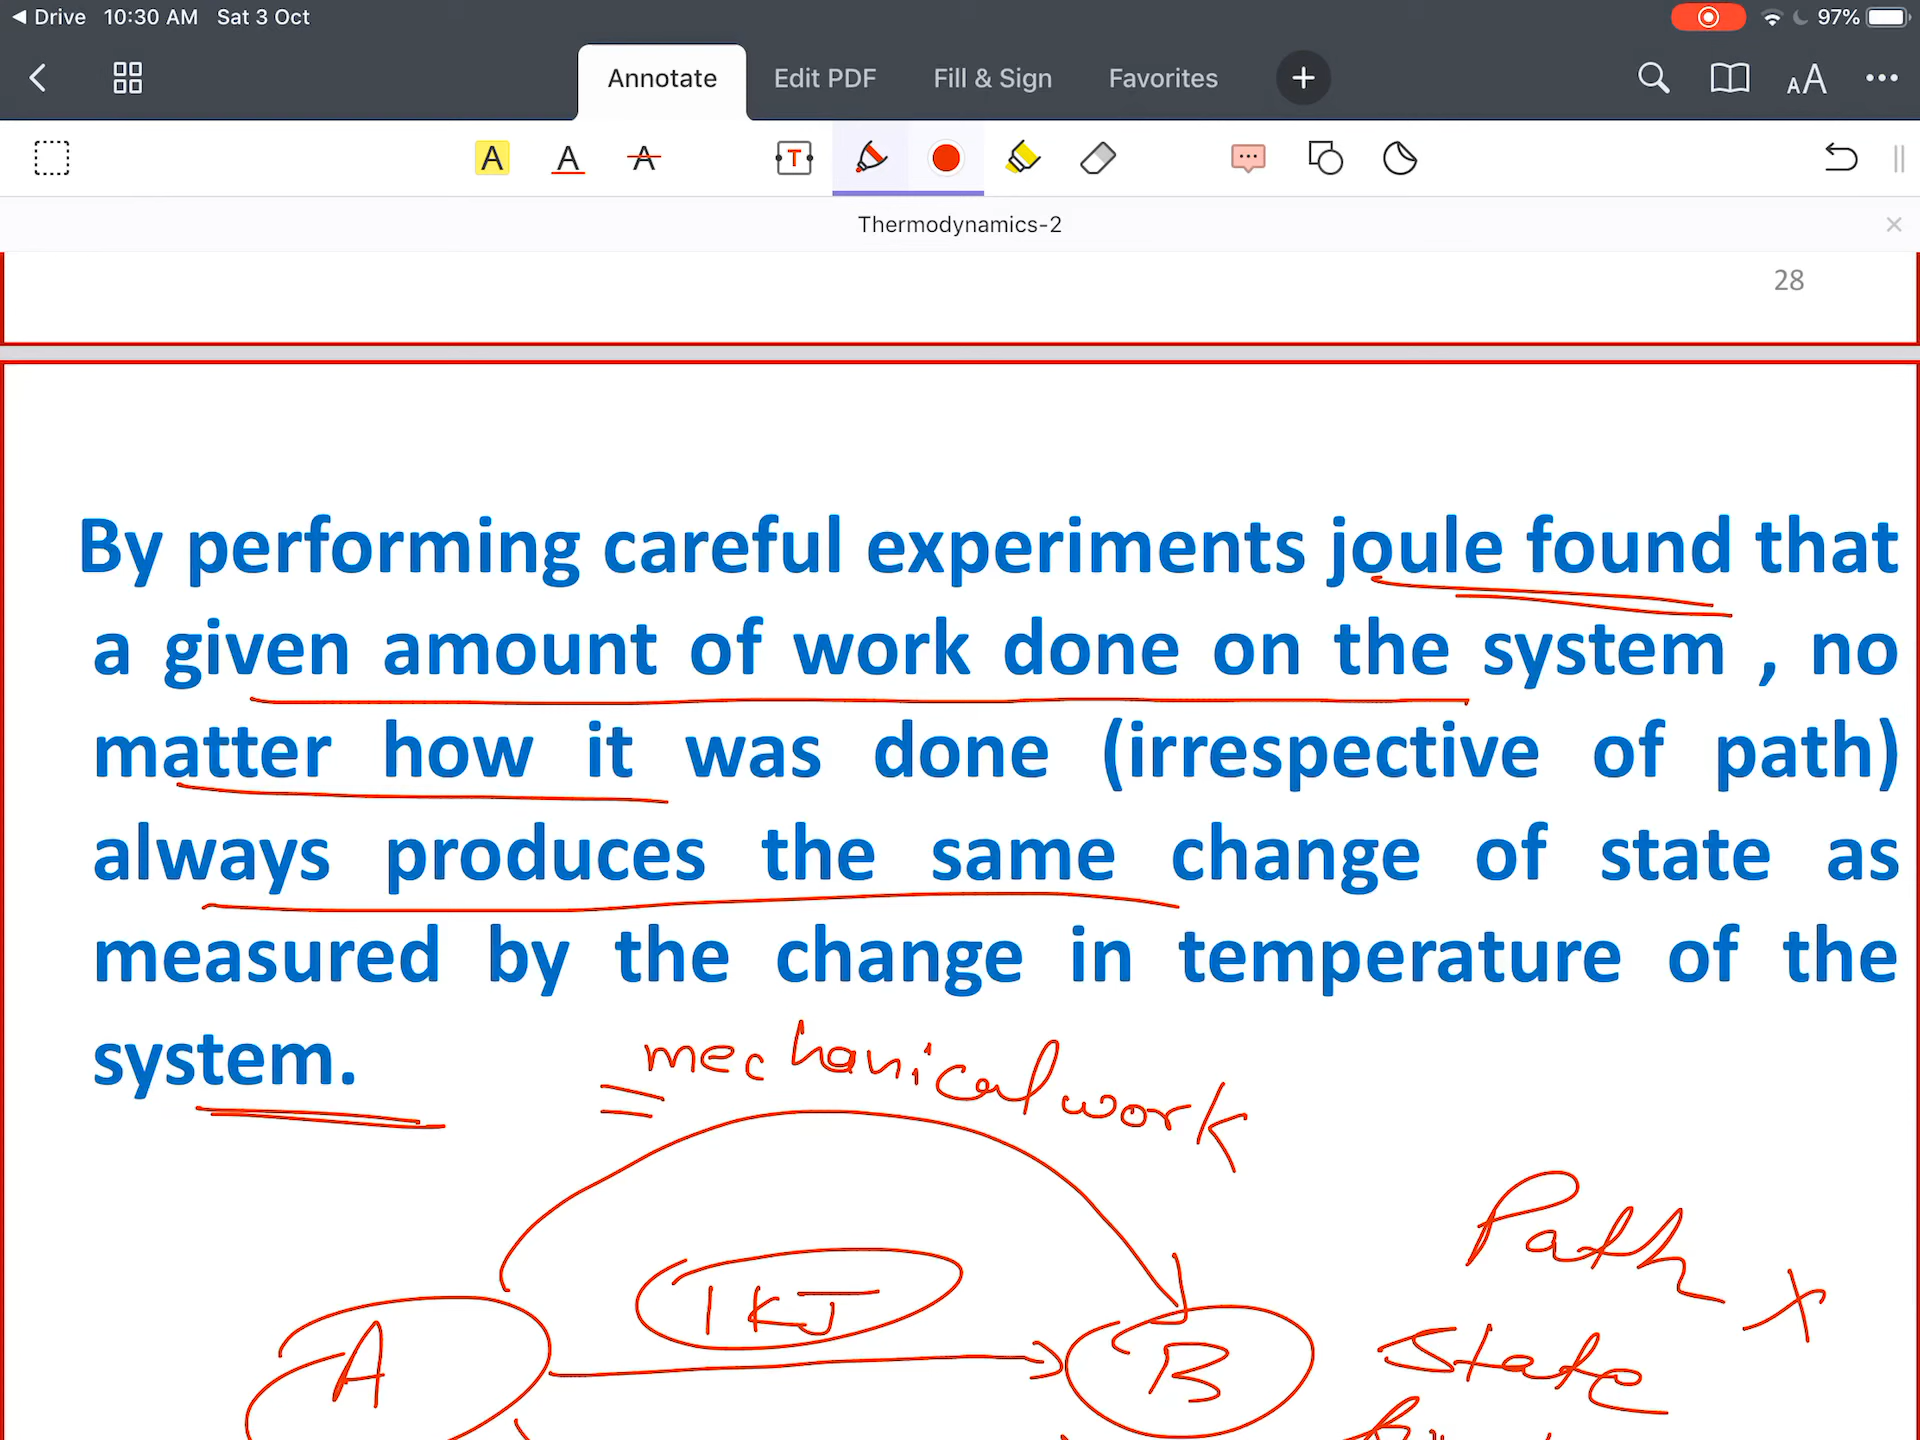 Drive 10:30 AM Sat 3 Oct 97%
Annotate Edit PDF Fill & Sign Favorites
A A A T AA
Thermodynamics-2
28
By performing careful experiments joule found that
a given amount of work done on the system , no
matter how it was done (irrespective of path)
always produces the same change of state as
measured by the change in temperature of the
system.
= mechanical work
Path x
1 KJ
A B State